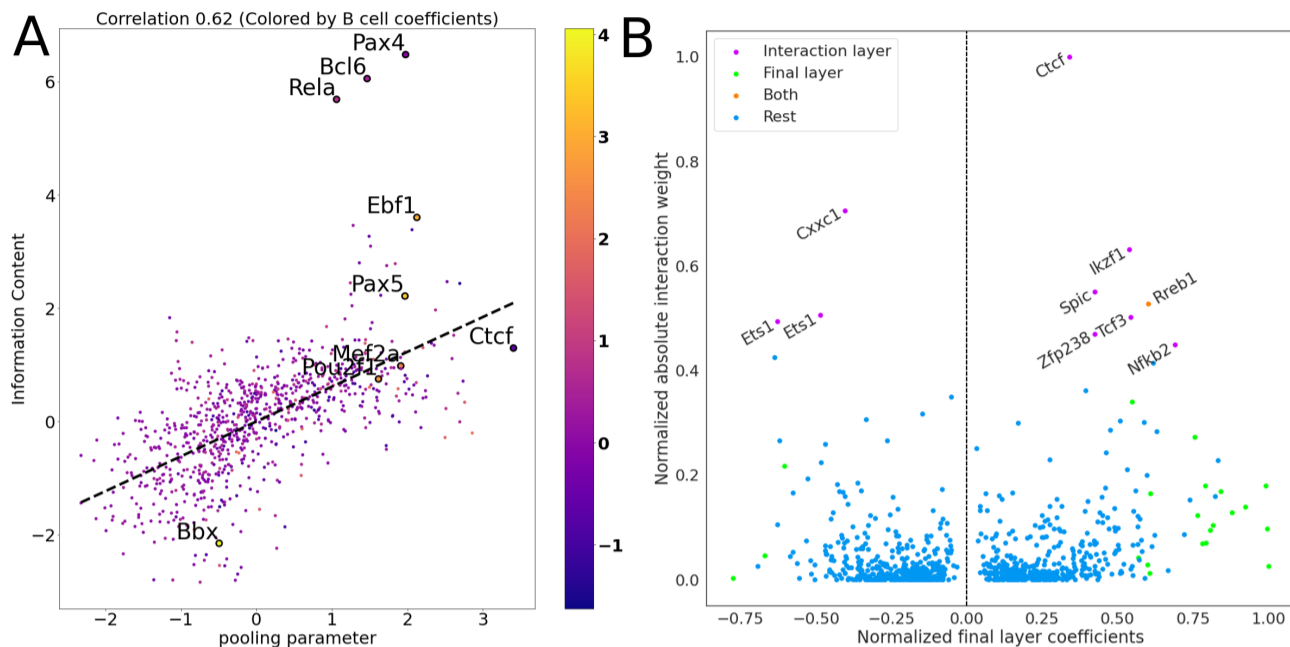 A
Correlation 0.62 (Colored by B cell coefficients)
Information Content
6
4
2
0
−2
Pax4
Bcl6
Rela
Ebf1
Pax5
Ctcf
Mef2a
Pou2f1
Bbx
−2
−1
0
1
2
3
pooling parameter
4
3
2
1
0
−1
B
Normalized absolute interaction weight
1.0
0.8
0.6
0.4
0.2
0.0
Interaction layer
Final layer
Both
Rest
Ctcf
Cxxc1
Ikzf1
Spic
Rreb1
Ets1
Ets1
Tcf3
Zfp238
Nfkb2
−0.75
−0.50
−0.25
0.00
0.25
0.50
0.75
1.00
Normalized final layer coefficients